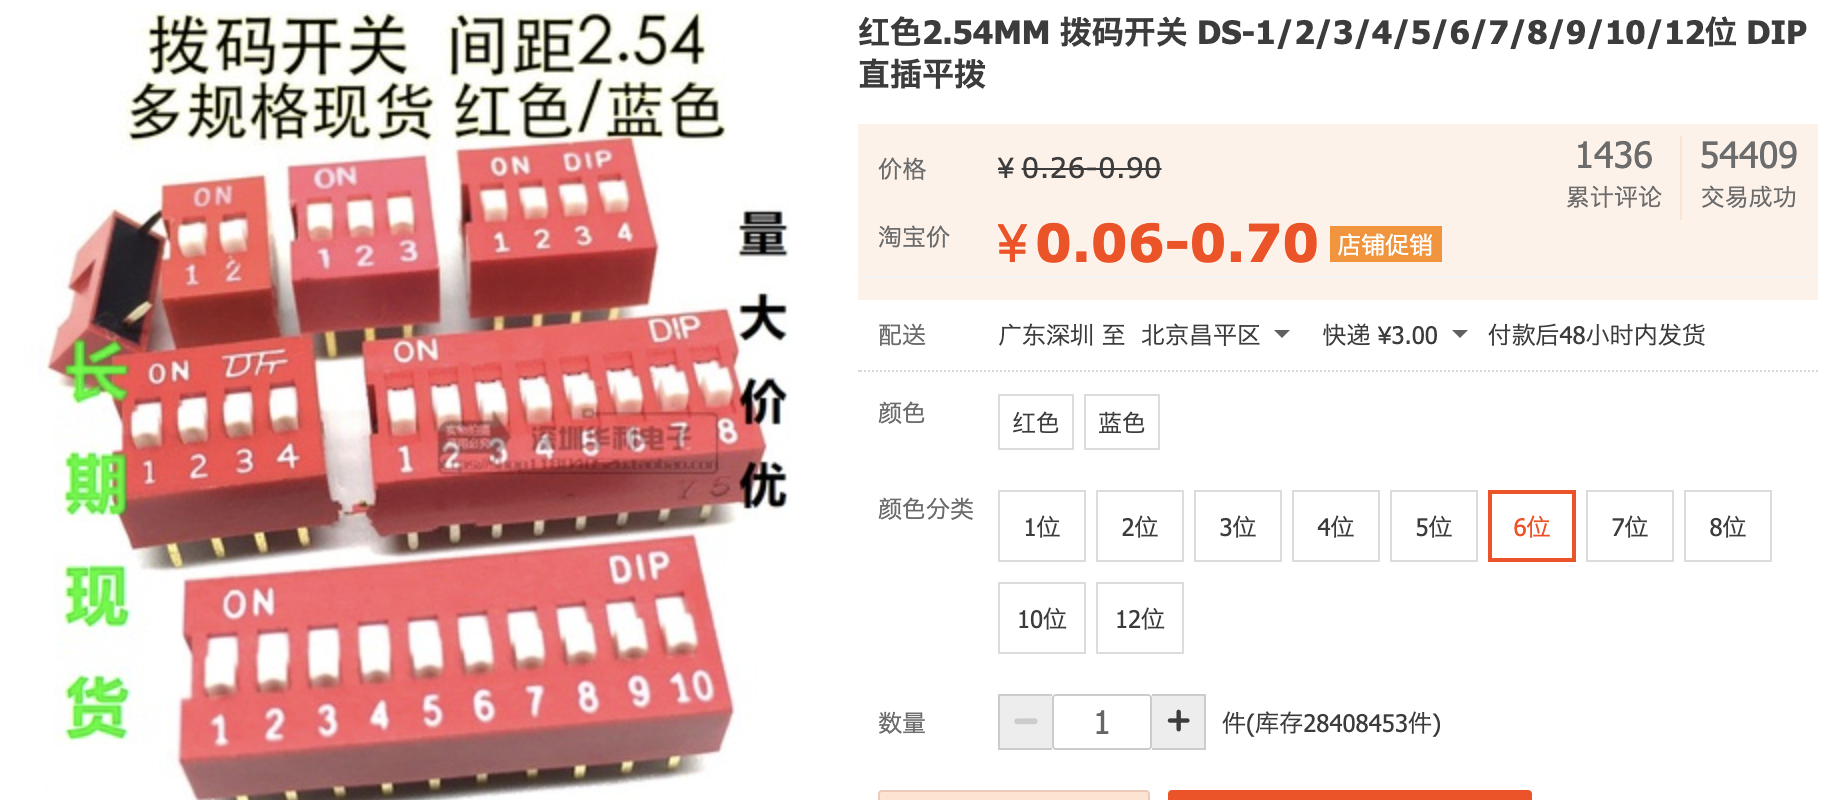 拨码开关 间距2.54
多规格现货 红色/蓝色
量大价优
长期现货
ON
1 2
ON
1 2 3
ON DIP
1 2 3 4
ON
1 2 3 4
ON DIP
1 2 3 4 5 6 7 8
深圳华科电子
ON DIP
1 2 3 4 5 6 7 8 9 10
红色2.54MM 拨码开关 DS-1/2/3/4/5/6/7/8/9/10/12位 DIP
直插平拨
价格 ¥ 0.26-0.90
1436 54409
累计评论 交易成功
淘宝价 ¥0.06-0.70 店铺促销
配送 广东深圳 至 北京昌平区 快递 ¥3.00 付款后48小时内发货
颜色 红色 蓝色
颜色分类 1位 2位 3位 4位 5位 6位 7位 8位
10位 12位
数量 － 1 + 件(库存28408453件)